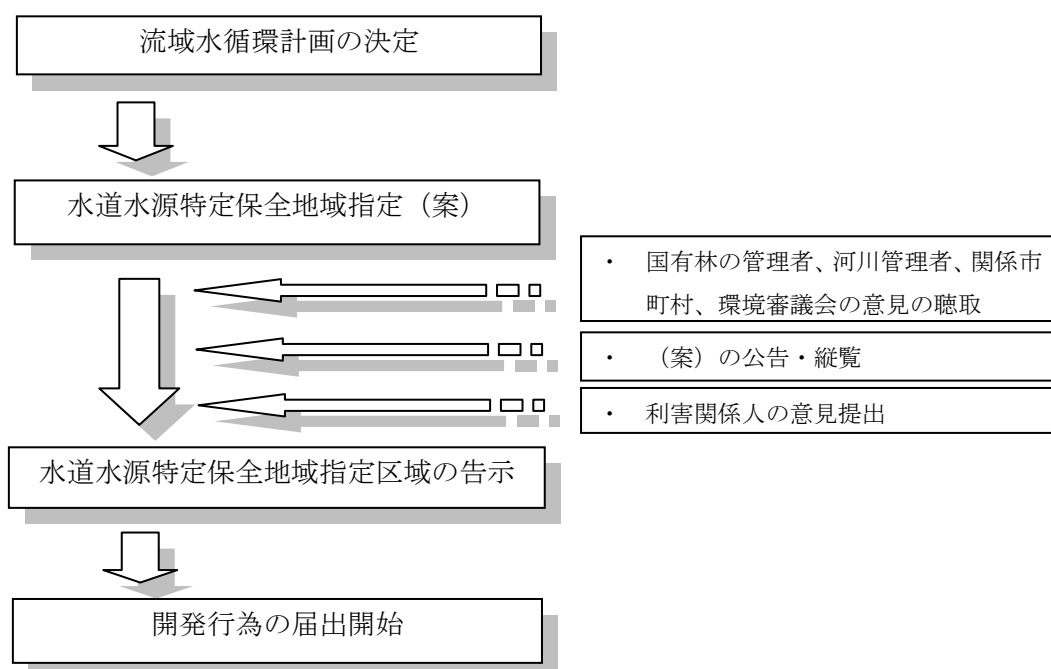 流域水循環計画の決定
水道水源特定保全地域指定（案）
・ 国有林の管理者、河川管理者、関係市
町村、環境審議会の意見の聴取
・ （案）の公告・縦覧
・ 利害関係人の意見提出
水道水源特定保全地域指定区域の告示
開発行為の届出開始